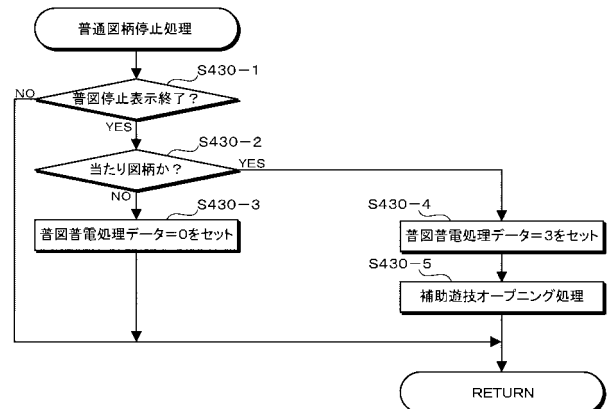 普通図柄停止処理
S430-1
NO
普図停止表示終了?
YES
S430-2
当たり図柄か?
YES
NO
S430-3
S430-4
普図普電処理データ=0をセット
普図普電処理データ=3をセット
S430-5
補助遊技オープニング処理
RETURN